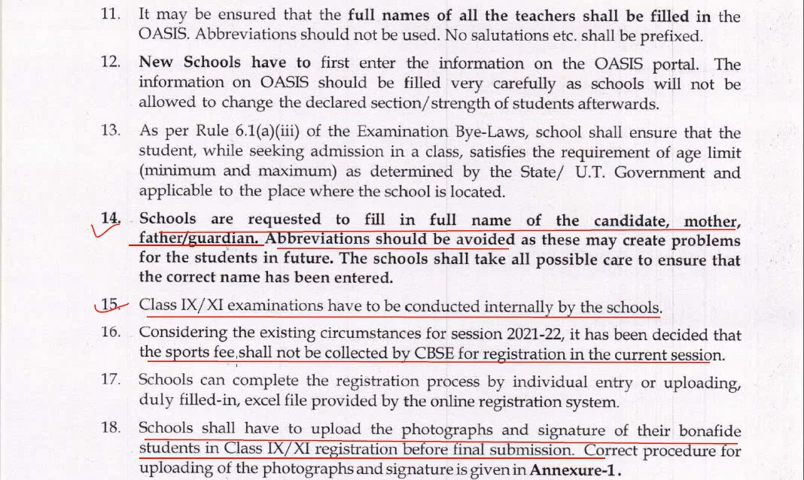 11. It may be ensured that the full names of all the teachers shall be filled in the
OASIS. Abbreviations should not be used. No salutations etc. shall be prefixed.
12. New Schools have to first enter the information on the OASIS portal. The
information on OASIS should be filled very carefully as schools will not be
allowed to change the declared section/strength of students afterwards.
13. As per Rule 6.1(a)(iii) of the Examination Bye-Laws, school shall ensure that the
student, while seeking admission in a class, satisfies the requirement of age limit
(minimum and maximum) as determined by the State/ U.T. Government and
applicable to the place where the school is located.
14. Schools are requested to fill in full name of the candidate, mother,
father/guardian. Abbreviations should be avoided as these may create problems
for the students in future. The schools shall take all possible care to ensure that
the correct name has been entered.
15. Class IX/XI examinations have to be conducted internally by the schools.
16. Considering the existing circumstances for session 2021-22, it has been decided that
the sports fee shall not be collected by CBSE for registration in the current session.
17. Schools can complete the registration process by individual entry or uploading,
duly filled-in, excel file provided by the online registration system.
18. Schools shall have to upload the photographs and signature of their bonafide
students in Class IX/XI registration before final submission. Correct procedure for
uploading of the photographs and signature is given in Annexure-1.